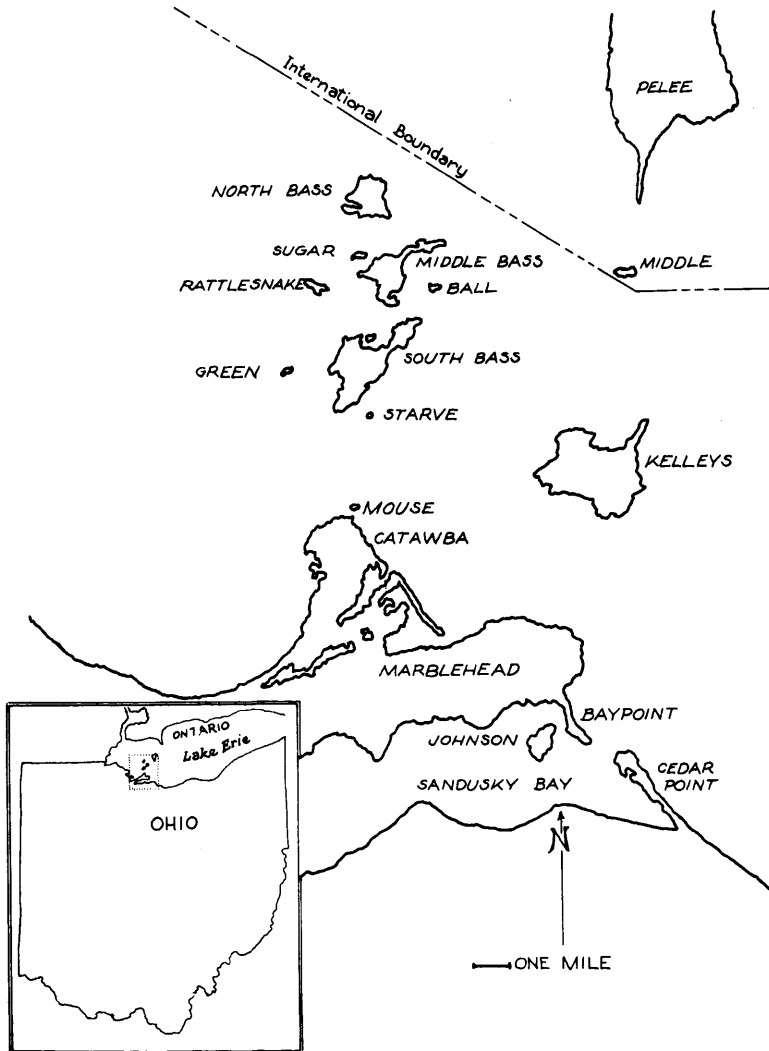 International Boundary
PELEE
NORTH BASS
SUGAR
MIDDLE BASS
MIDDLE
RATTLESNAKE
BALL
SOUTH BASS
GREEN
STARVE
KELLEYS
MOUSE
CATAWBA
MARBLEHEAD
BAYPOINT
JOHNSON
CEDAR
POINT
SANDUSKY BAY
ONTARIO
Lake Erie
OHIO
N
ONE MILE